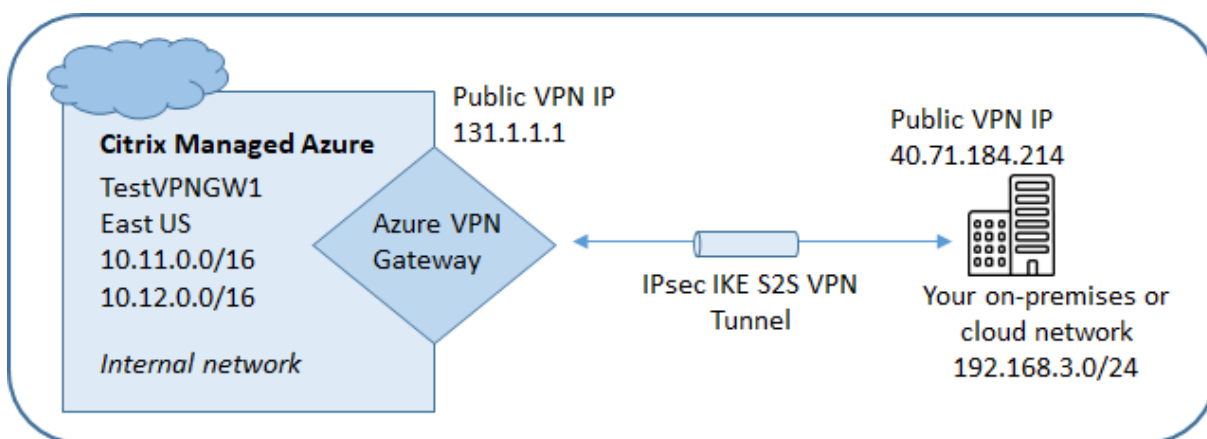 Citrix Managed Azure
TestVPNGW1
East US
10.11.0.0/16
10.12.0.0/16
Internal network
Public VPN IP
131.1.1.1
Azure VPN
Gateway
IPsec IKE S2S VPN
Tunnel
Public VPN IP
40.71.184.214
Your on-premises or
cloud network
192.168.3.0/24